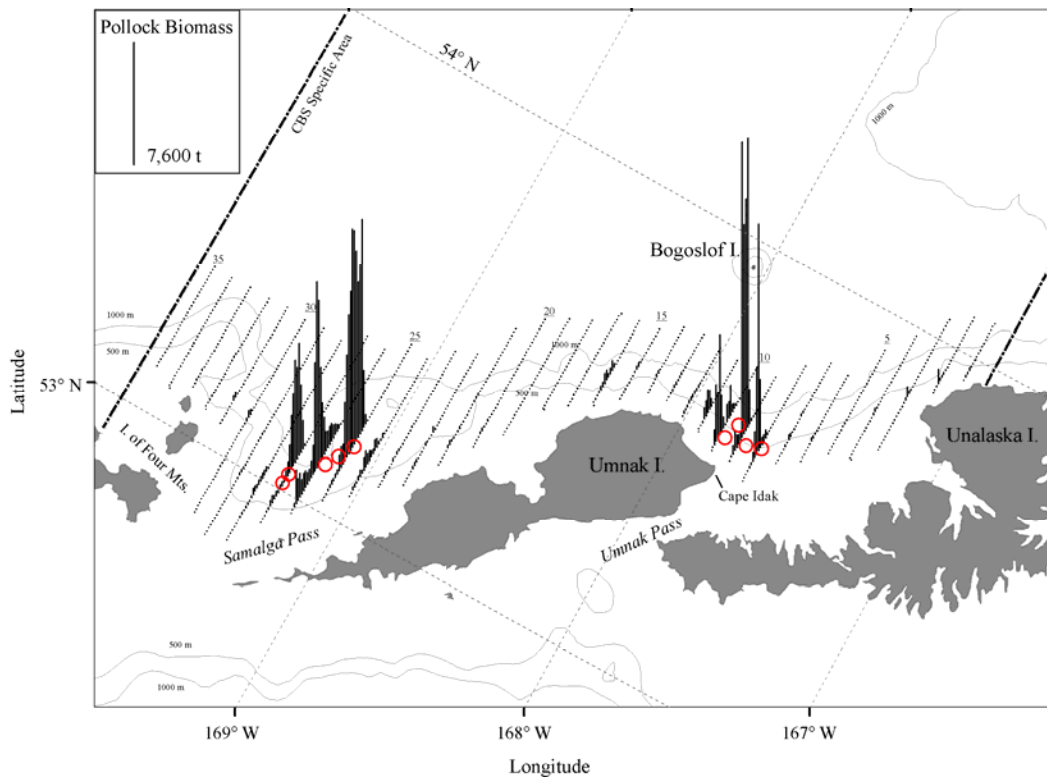 Pollock Biomass
7,600 t
CBS Specific Area
54° N
1000 m
Bogoslof I.
35
30
25
20
15
10
5
1000 m
500 m
1000 m
500 m
53° N
Latitude
I. of Four Mts.
Umnak I.
Unalaska I.
Cape Idak
Samalga Pass
Umnak Pass
500 m
1000 m
169° W
168° W
167° W
Longitude